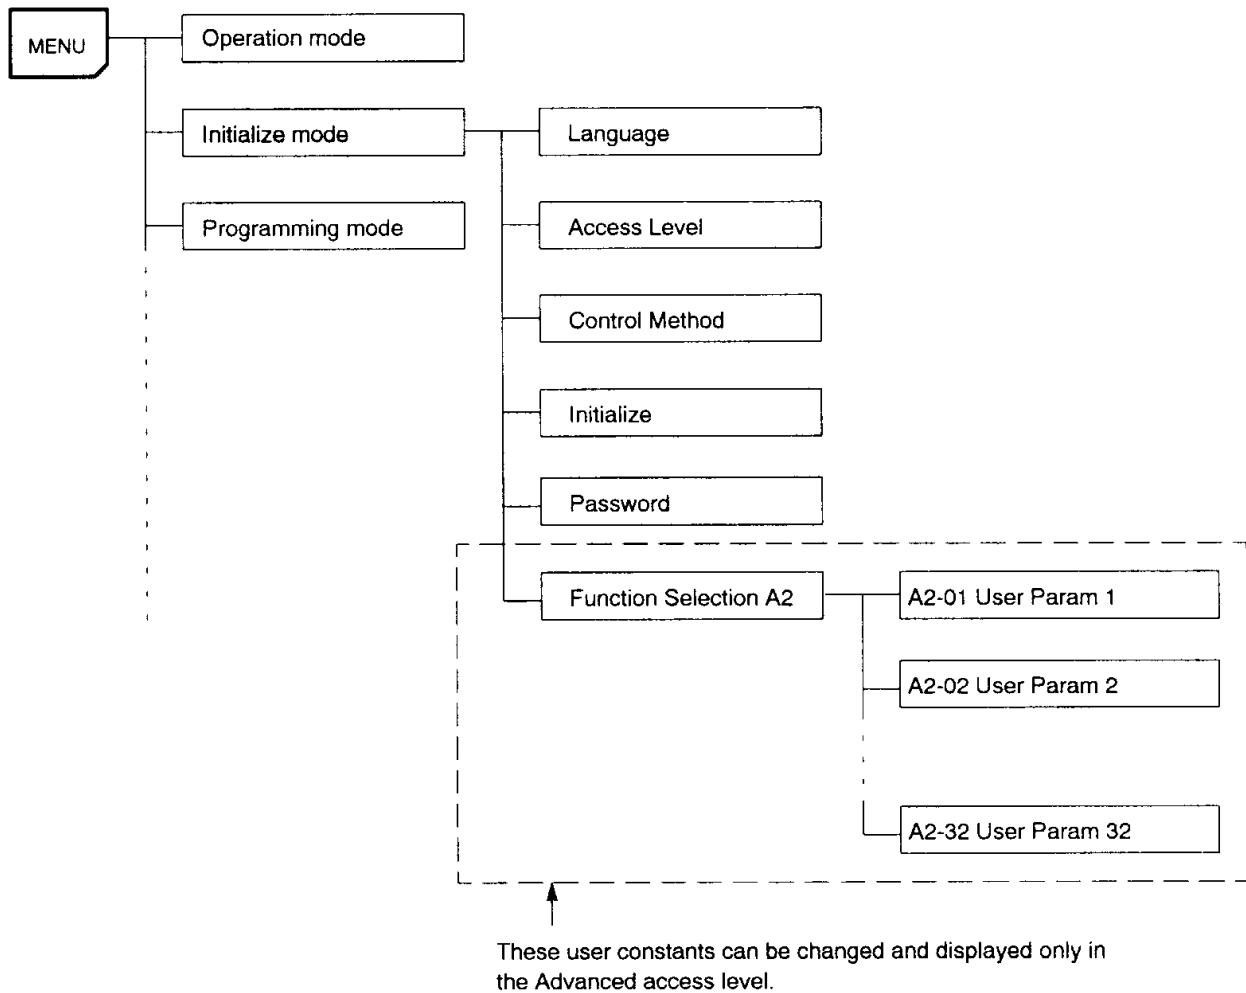 MENU
Operation mode
Initialize mode
Language
Programming mode
Access Level
Control Method
Initialize
Password
Function Selection A2
A2-01 User Param 1
A2-02 User Param 2
A2-32 User Param 32
These user constants can be changed and displayed only in
the Advanced access level.